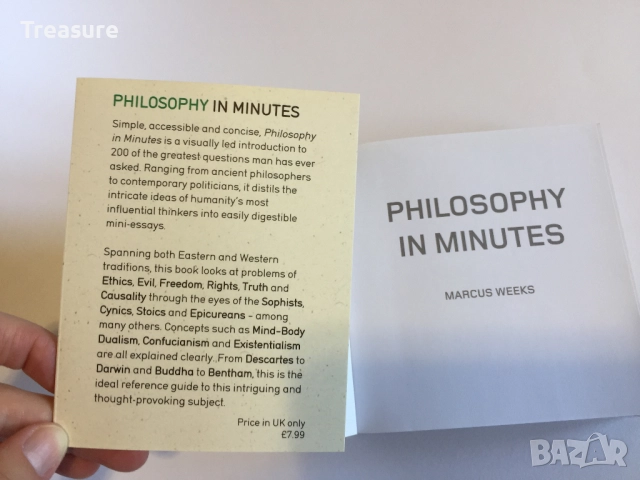 Treasure
PHILOSOPHY IN MINUTES
Simple, accessible and concise, Philosophy
in Minutes is a visually led introduction to
200 of the greatest questions man has ever
asked. Ranging from ancient philosophers
to contemporary politicians, it distils the
intricate ideas of humanity's most
influential thinkers into easily digestible
mini-essays.
Spanning both Eastern and Western
traditions, this book looks at problems of
Ethics, Evil, Freedom, Rights, Truth and
Causality through the eyes of the Sophists,
Cynics, Stoics and Epicureans - among
many others. Concepts such as Mind-Body
Dualism, Confucianism and Existentialism
are all explained clearly. From Descartes to
Darwin and Buddha to Bentham, this is the
ideal reference guide to this intriguing and
thought-provoking subject.
Price in UK only
£7.99
PHILOSOPHY
IN MINUTES
MARCUS WEEKS
BAZAR
bg